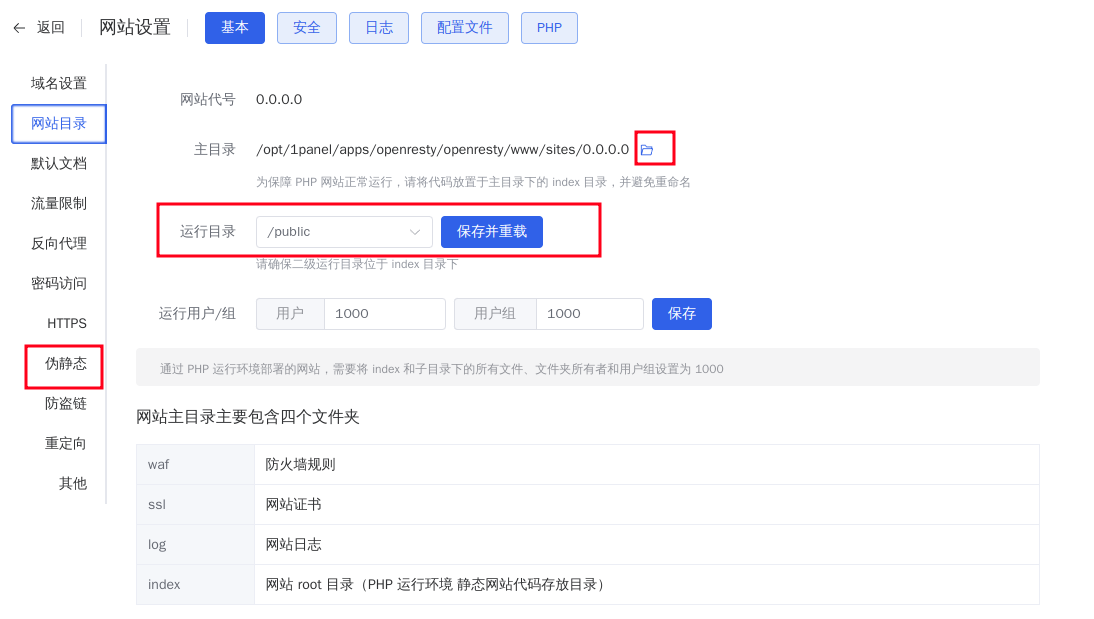 返回 网站设置 基本 安全 日志 配置文件 PHP
域名设置
网站目录
默认文档
流量限制
反向代理
密码访问
HTTPS
伪静态
防盗链
重定向
其他
网站代号 0.0.0.0
主目录 /opt/1panel/apps/openresty/openresty/www/sites/0.0.0.0
为保障 PHP 网站正常运行，请将代码放置于主目录下的 index 目录，并避免重命名
运行目录 /public 保存并重载
请确保二级运行目录位于 index 目录下
运行用户/组 用户 1000 用户组 1000 保存
通过 PHP 运行环境部署的网站，需要将 index 和子目录下的所有文件、文件夹所有者和用户组设置为 1000
网站主目录主要包含四个文件夹
waf 防火墙规则
ssl 网站证书
log 网站日志
index 网站 root 目录（PHP 运行环境 静态网站代码存放目录）